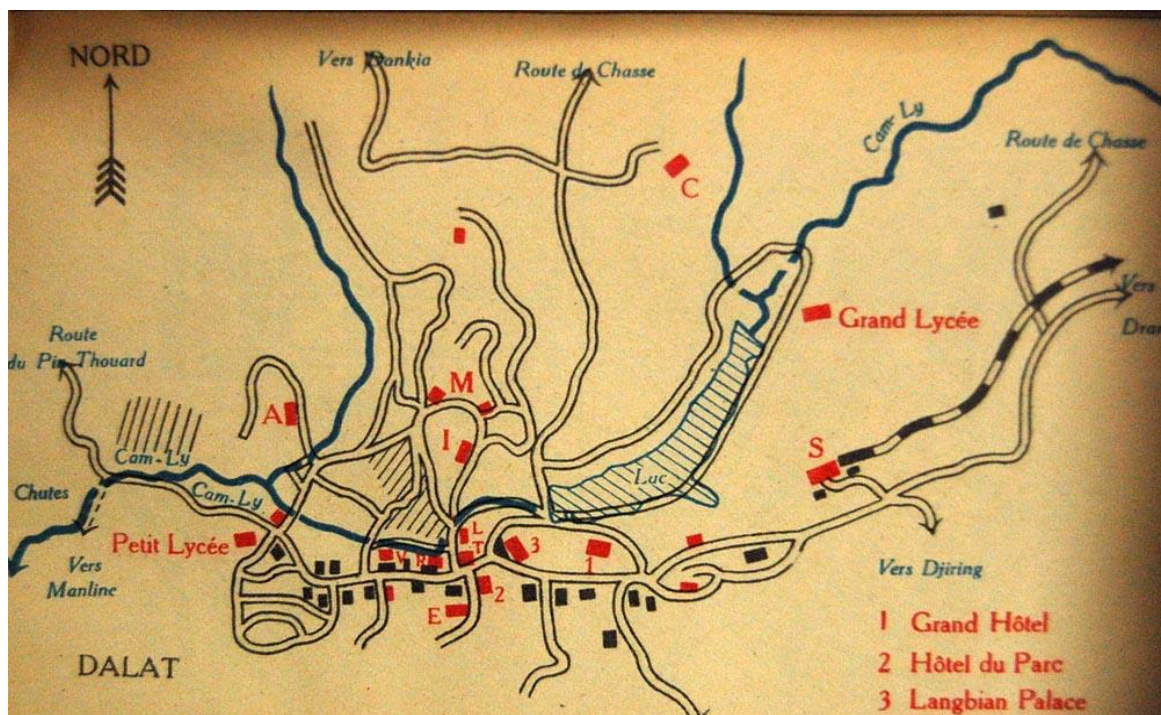 NORD
Vers Dankia
Route de Chasse
Cam-Ly
Route de Chasse
C
Vers
Grand Lycée
Route
du Pin Thouard
M
A
I
S
Cam-Ly
Cam-Ly
Luc
Chutes
Petit Lycée
L
T
V
R
3
1
Vers
Manline
E
2
Vers Djiring
DALAT
1 Grand Hôtel
2 Hôtel du Parc
3 Langbian Palace